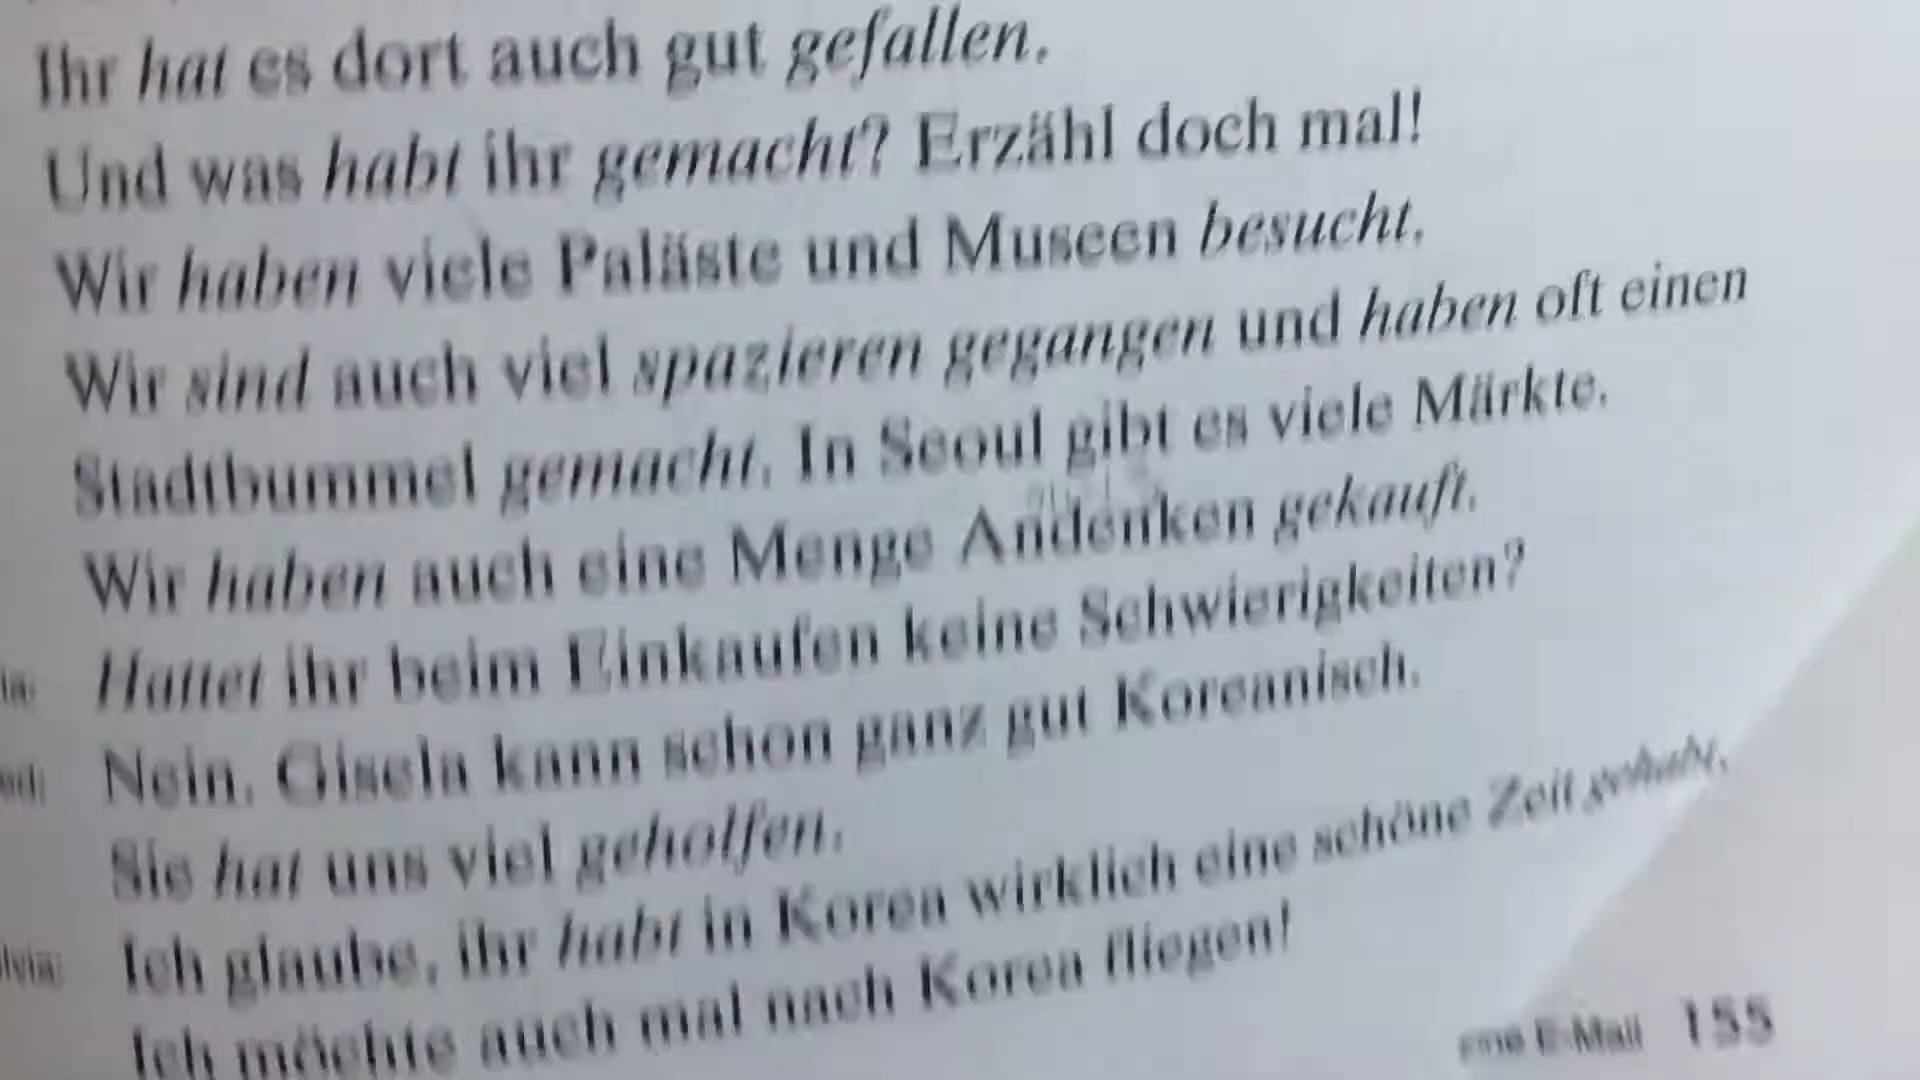 Ihr hat es dort auch gut gefallen.
Und was habt ihr gemacht? Erzähl doch mal!
Wir haben viele Paläste und Museen besucht.
Wir sind auch viel spazieren gegangen und haben oft einen
Stadtbummel gemacht. In Seoul gibt es viele Märkte.
Wir haben auch eine Menge Andenken gekauft.
Hattet ihr beim Einkaufen keine Schwierigkeiten?
Nein. Gisela kann schon ganz gut Koreanisch.
Sie hat uns viel geholfen.
lvia: Ich glaube, ihr habt in Korea wirklich eine schöne Zeit gehabt.
Ich möchte auch mal nach Korea fliegen!
E-Mail 155